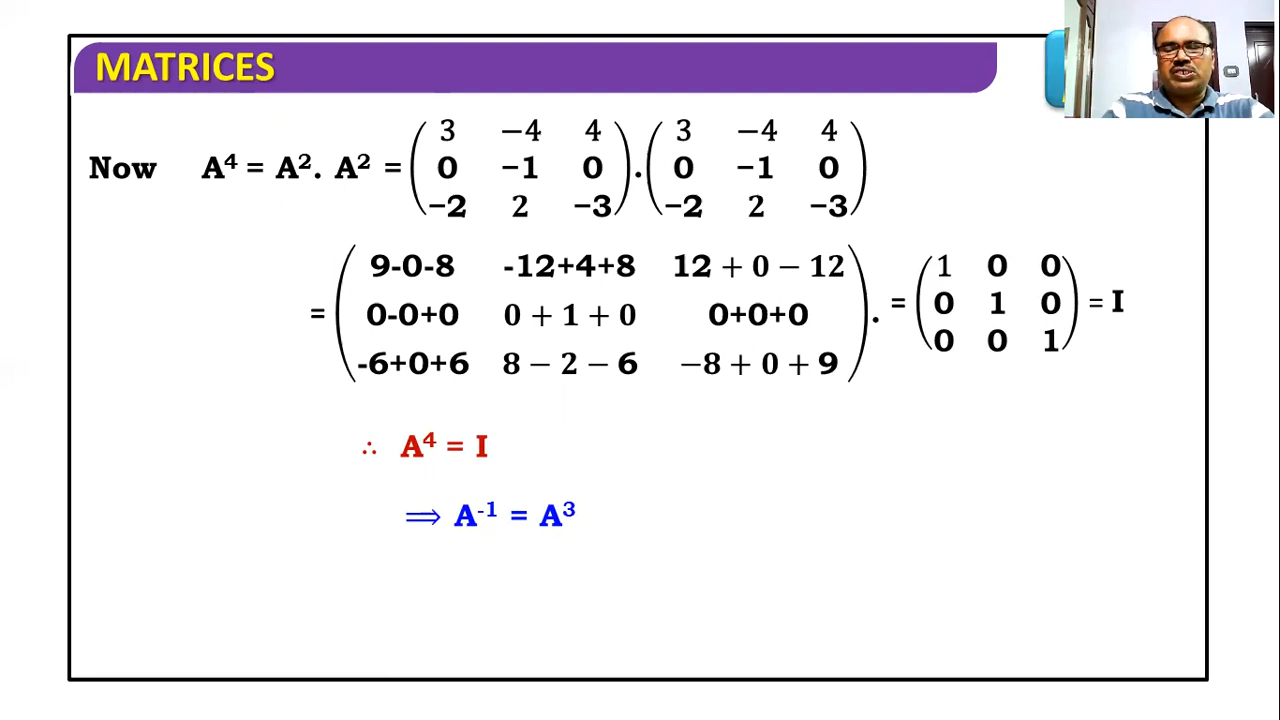 MATRICES
Now A⁴ = A². A² = (3 −4 4; 0 −1 0; −2 2 −3) . (3 −4 4; 0 −1 0; −2 2 −3)
= (9-0-8 -12+4+8 12 + 0 − 12; 0-0+0 0 + 1 + 0 0+0+0; -6+0+6 8 − 2 − 6 −8 + 0 + 9). = (1 0 0; 0 1 0; 0 0 1) = I
∴ A⁴ = I
⟹ A⁻¹ = A³